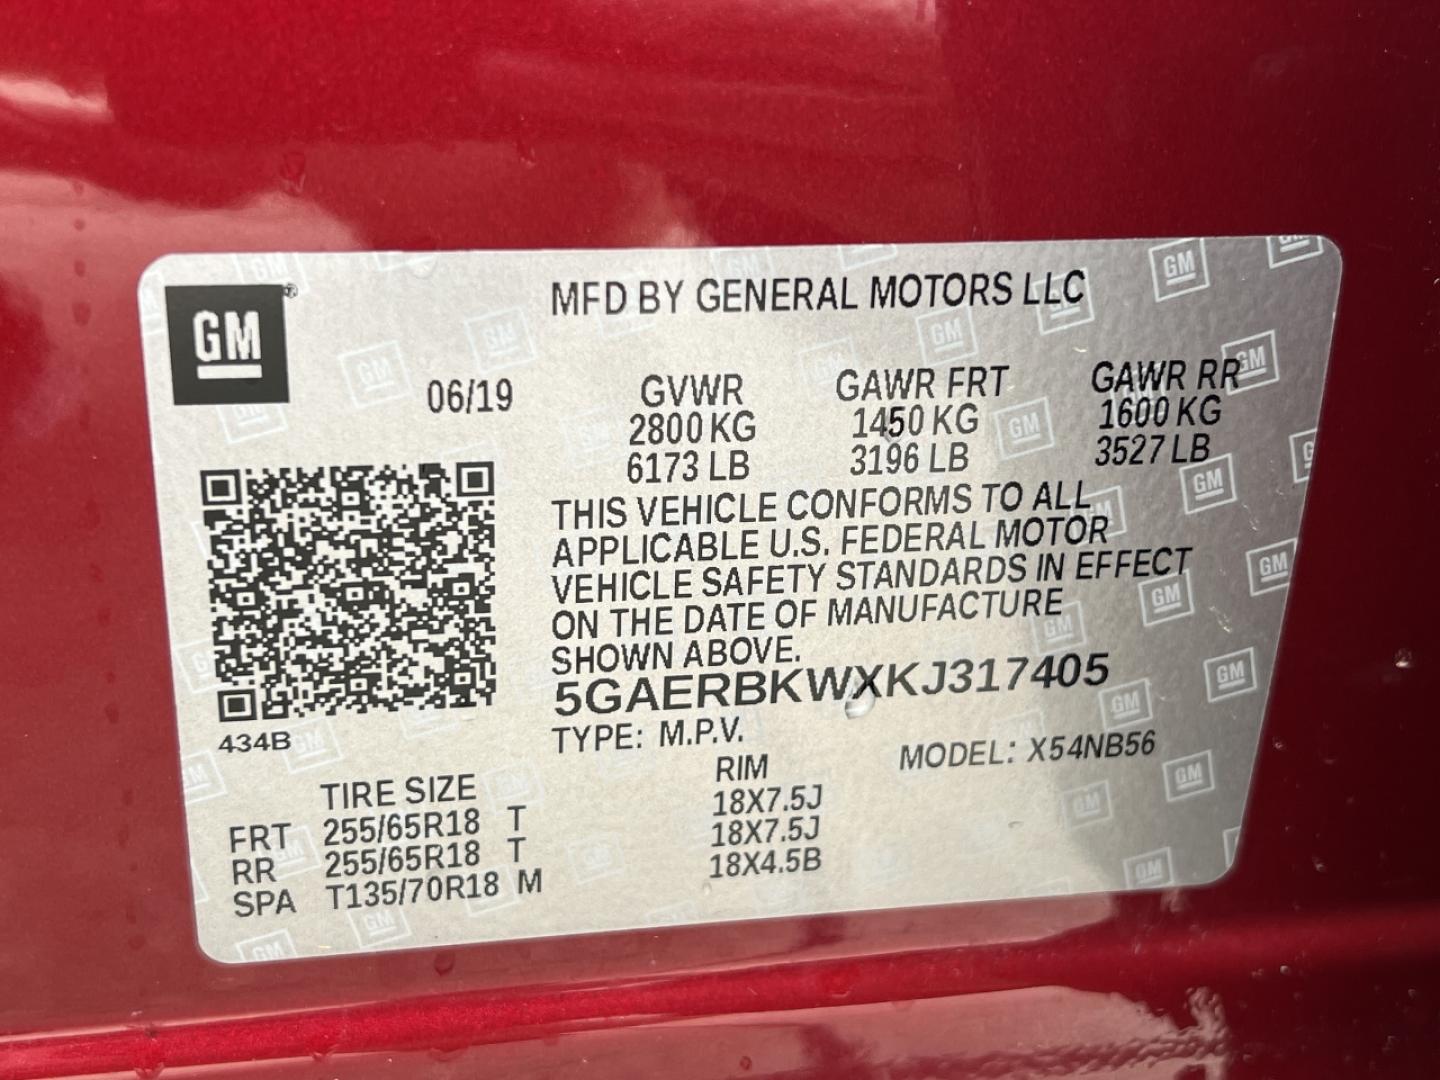 MFD BY GENERAL MOTORS LLC
GM
06/19
GVWR GAWR FRT GAWR RR
2800 KG 1450 KG 1600 KG
6173 LB 3196 LB 3527 LB
THIS VEHICLE CONFORMS TO ALL
APPLICABLE U.S. FEDERAL MOTOR
VEHICLE SAFETY STANDARDS IN EFFECT
ON THE DATE OF MANUFACTURE
SHOWN ABOVE.
5GAERBKWXKJ317405
434B
TYPE: M.P.V. MODEL: X54NB56
TIRE SIZE RIM
FRT 255/65R18 T 18X7.5J
RR 255/65R18 T 18X7.5J
SPA T135/70R18 M 18X4.5B